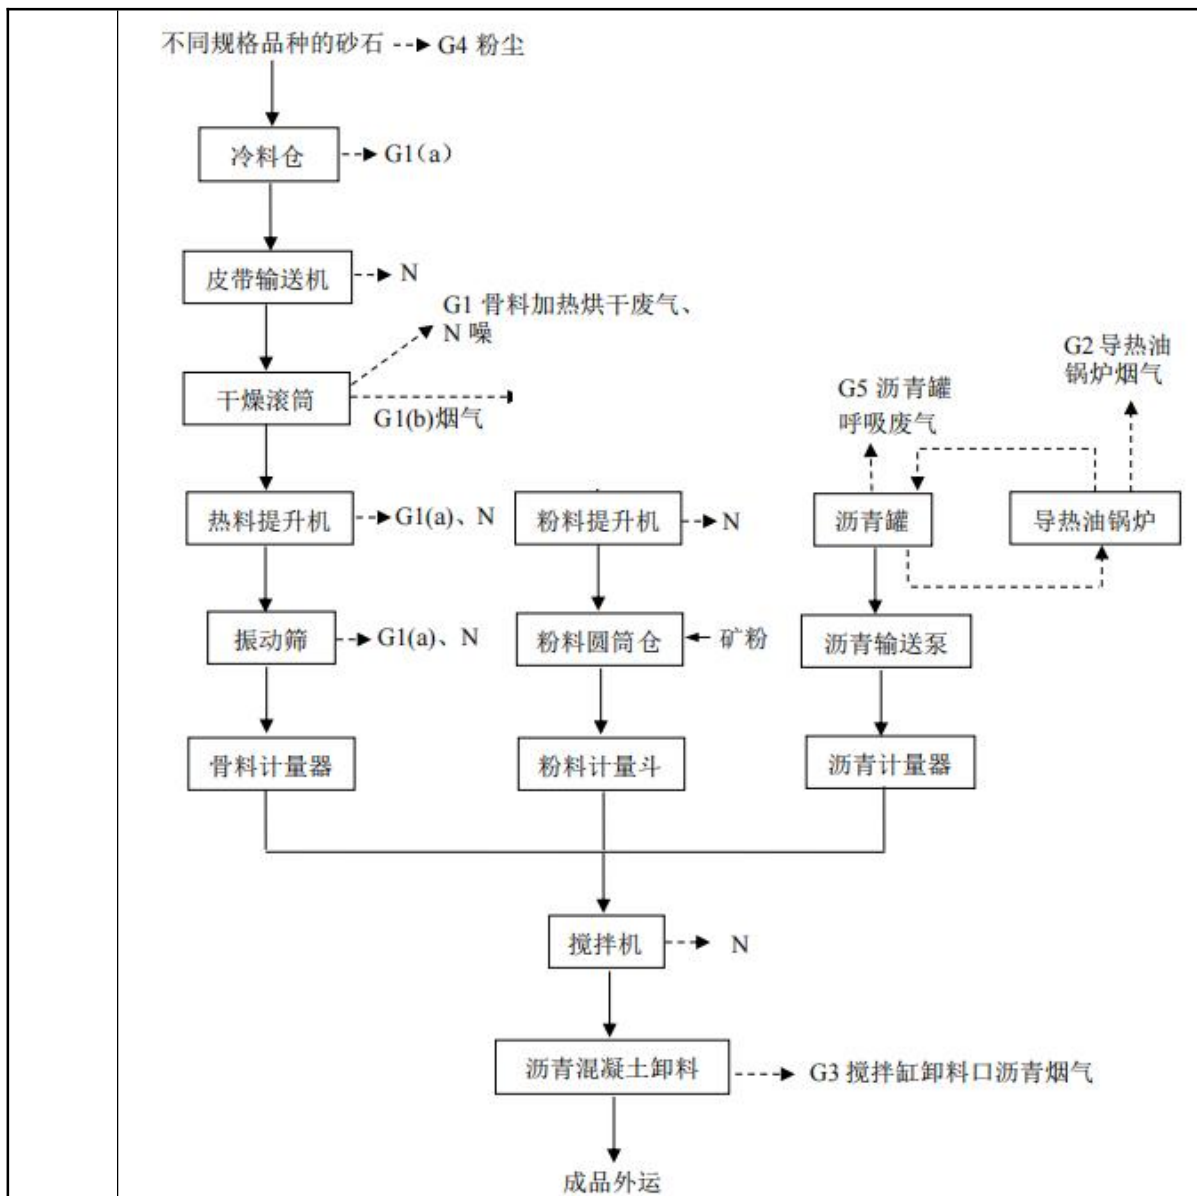 不同规格品种的砂石
G4 粉尘
冷料仓
G1（a）
皮带输送机
N
G1 骨料加热烘干废气、
N 噪
干燥滚筒
G1(b)烟气
G2 导热油
锅炉烟气
G5 沥青罐
呼吸废气
热料提升机
G1(a)、N
粉料提升机
N
沥青罐
导热油锅炉
振动筛
G1(a)、N
粉料圆筒仓
矿粉
沥青输送泵
骨料计量器
粉料计量斗
沥青计量器
搅拌机
N
沥青混凝土卸料
G3 搅拌缸卸料口沥青烟气
成品外运